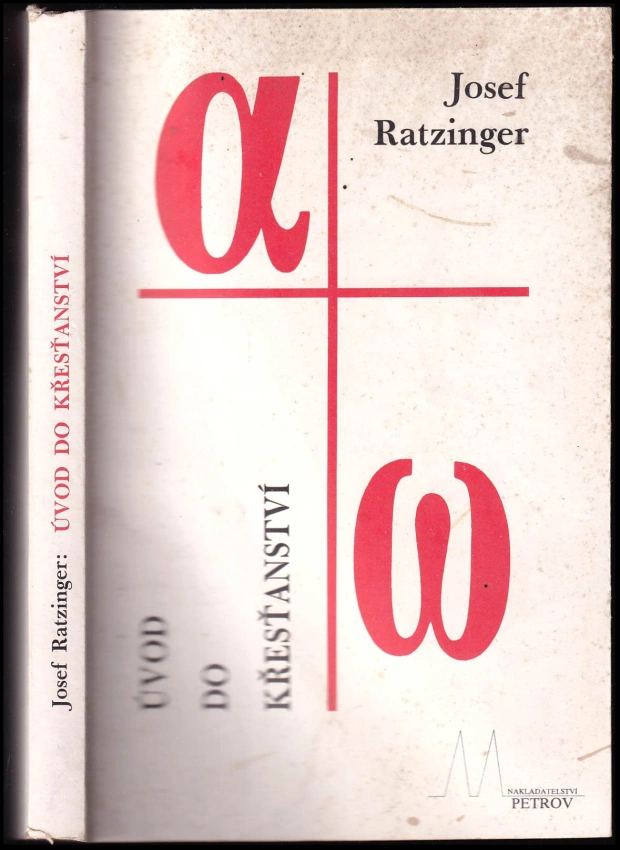 Josef Ratzinger: ÚVOD DO KŘESŤANSTVÍ
Josef
Ratzinger
α
ω
ÚVOD
DO
KŘESŤANSTVÍ
NAKLADATELSTVÍ
PETROV